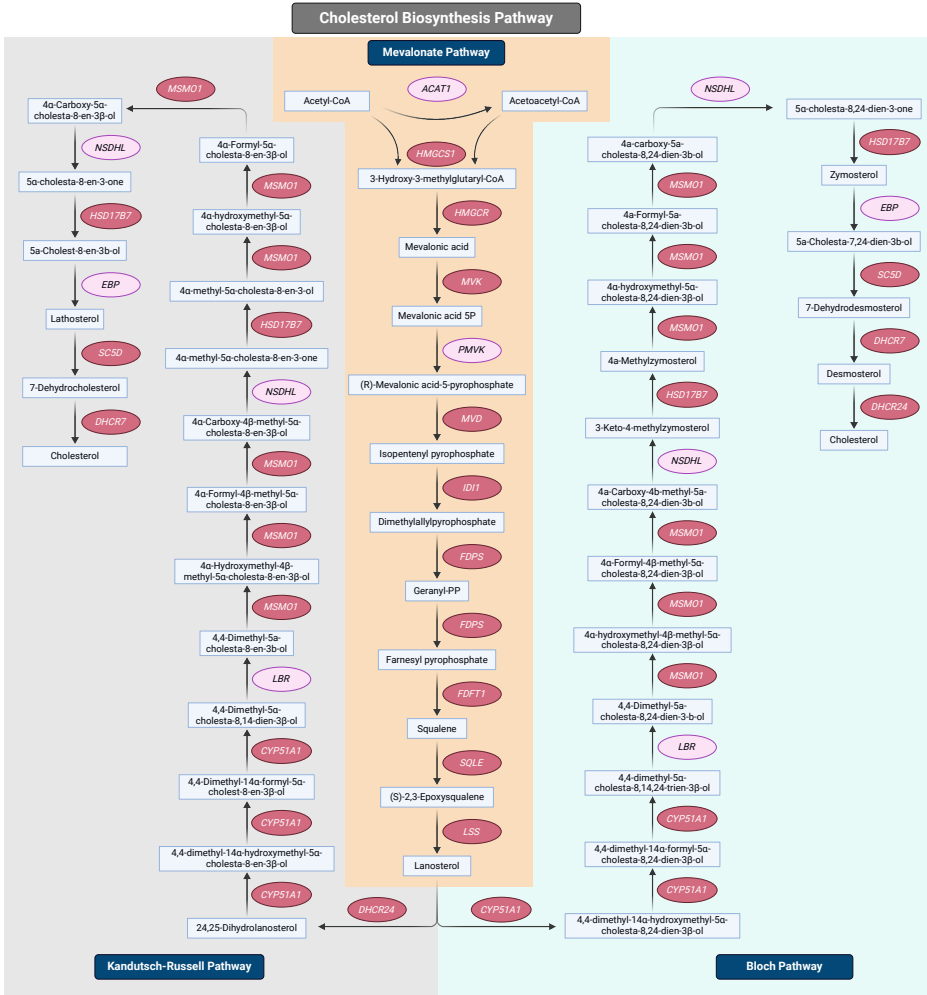 Cholesterol Biosynthesis Pathway
Mevalonate Pathway
Acetyl-CoA
ACAT1
Acetoacetyl-CoA
HMGCS1
3-Hydroxy-3-methylglutaryl-CoA
HMGCR
Mevalonic acid
MVK
Mevalonic acid 5P
PMVK
(R)-Mevalonic acid-5-pyrophosphate
MVD
Isopentenyl pyrophosphate
IDI1
Dimethylallylpyrophosphate
FDPS
Geranyl-PP
FDPS
Farnesyl pyrophosphate
FDFT1
Squalene
SQLE
(S)-2,3-Epoxysqualene
LSS
Lanosterol
DHCR24
24,25-Dihydrolanosterol
CYP51A1
4,4-dimethyl-14α-hydroxymethyl-5α-
cholesta-8-en-3β-ol
CYP51A1
4,4-Dimethyl-14α-formyl-5α-
cholest-8-en-3β-ol
CYP51A1
4,4-Dimethyl-5α-
cholesta-8,14-dien-3β-ol
LBR
4,4-Dimethyl-5a-
cholesta-8-en-3b-ol
MSMO1
4α-Hydroxymethyl-4β-
methyl-5α-cholesta-8-en-3β-ol
MSMO1
4α-Formyl-4β-methyl-5α-
cholesta-8-en-3β-ol
MSMO1
4α-Carboxy-4β-methyl-5α-
cholesta-8-en-3β-ol
NSDHL
4α-methyl-5α-cholesta-8-en-3-one
HSD17B7
4α-methyl-5α-cholesta-8-en-3-ol
MSMO1
4α-hydroxymethyl-5α-
cholesta-8-en-3β-ol
MSMO1
4α-Formyl-5α-
cholesta-8-en-3β-ol
MSMO1
4α-Carboxy-5α-
cholesta-8-en-3β-ol
NSDHL
5α-cholesta-8-en-3-one
HSD17B7
5a-Cholest-8-en-3b-ol
EBP
Lathosterol
SC5D
7-Dehydrocholesterol
DHCR7
Cholesterol
Kandutsch-Russell Pathway
CYP51A1
4,4-dimethyl-14α-hydroxymethyl-5α-
cholesta-8,24-dien-3β-ol
CYP51A1
4,4-dimethyl-14α-formyl-5α-
cholesta-8,24-dien-3β-ol
CYP51A1
4,4-dimethyl-5α-
cholesta-8,14,24-trien-3β-ol
LBR
4,4-Dimethyl-5a-
cholesta-8,24-dien-3-b-ol
MSMO1
4α-hydroxymethyl-4β-methyl-5α-
cholesta-8,24-dien-3β-ol
MSMO1
4α-Formyl-4β-methyl-5α-
cholesta-8,24-dien-3β-ol
MSMO1
4a-Carboxy-4b-methyl-5a-
cholesta-8,24-dien-3b-ol
NSDHL
3-Keto-4-methylzymosterol
HSD17B7
4a-Methylzymosterol
MSMO1
4α-hydroxymethyl-5α-
cholesta-8,24-dien-3β-ol
MSMO1
4a-Formyl-5a-
cholesta-8,24-dien-3b-ol
MSMO1
4a-carboxy-5a-
cholesta-8,24-dien-3b-ol
NSDHL
5α-cholesta-8,24-dien-3-one
HSD17B7
Zymosterol
EBP
5a-Cholesta-7,24-dien-3b-ol
SC5D
7-Dehydrodesmosterol
DHCR7
Desmosterol
DHCR24
Cholesterol
Bloch Pathway